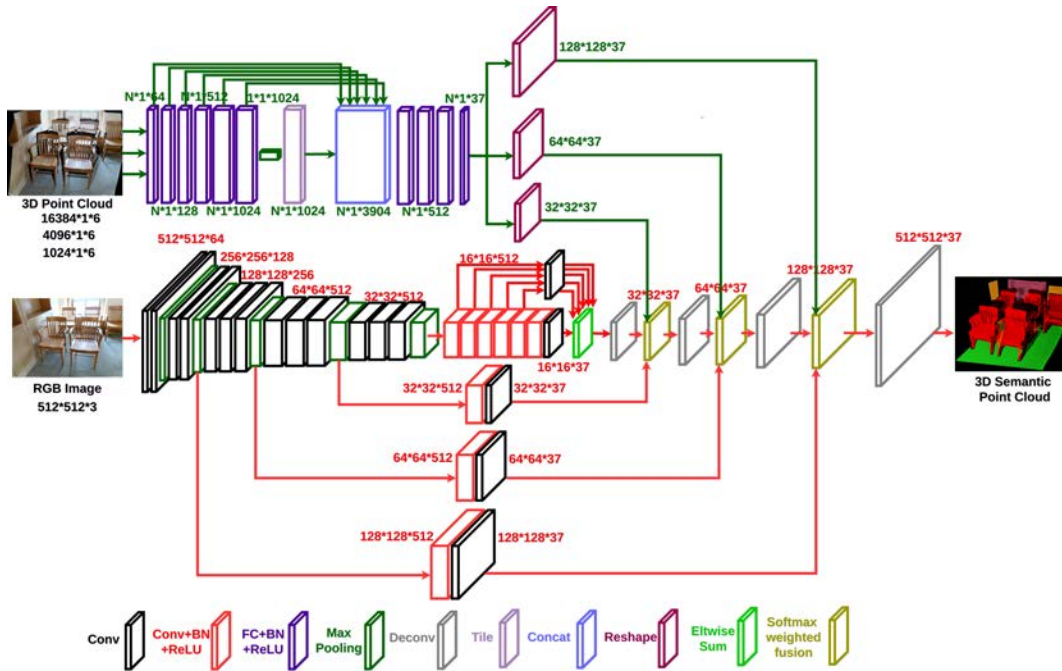 128*128*37
N*1*64
N*1*512
1*1*1024
N*1*37
64*64*37
3D Point Cloud
16384*1*6
4096*1*6
1024*1*6
N*1*128
N*1*1024
N*1*1024
N*1*3904
N*1*512
32*32*37
512*512*64
256*256*128
128*128*256
64*64*512
32*32*512
16*16*512
32*32*37
64*64*37
128*128*37
512*512*37
RGB Image
512*512*3
16*16*37
3D Semantic
Point Cloud
32*32*512
32*32*37
64*64*512
64*64*37
128*128*512
128*128*37
Conv
Conv+BN
+ReLU
FC+BN
+ReLU
Max
Pooling
Deconv
Tile
Concat
Reshape
Eltwise
Sum
Softmax
weighted
fusion